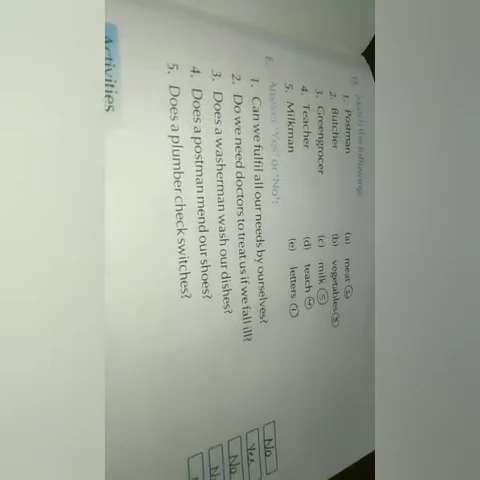 D. Match the following:
1. Postman (a) meat ②
2. Butcher (b) vegetables ③
3. Greengrocer (c) milk ⑤
4. Teacher (d) teach ④
5. Milkman (e) letters ①
E. Answer 'Yes' or 'No':
1. Can we fulfil all our needs by ourselves? No
2. Do we need doctors to treat us if we fall ill? Yes
3. Does a washerman wash our dishes? No
4. Does a postman mend our shoes?
5. Does a plumber check switches?
Activities